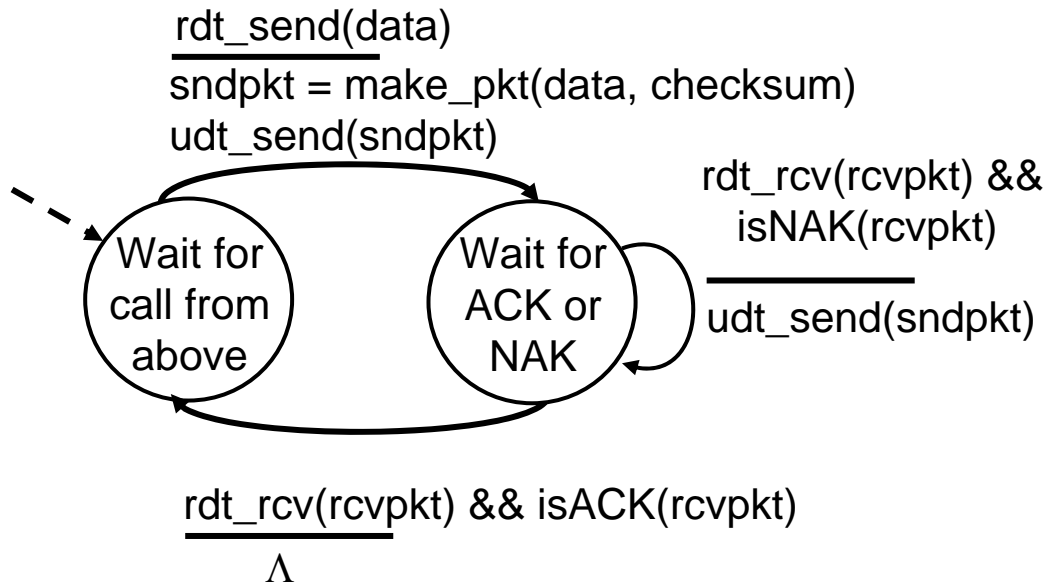 rdt_send(data)
sndpkt = make_pkt(data, checksum)
udt_send(sndpkt)
Wait for
call from
above
Wait for
ACK or
NAK
rdt_rcv(rcvpkt) &&
isNAK(rcvpkt)
udt_send(sndpkt)
rdt_rcv(rcvpkt) && isACK(rcvpkt)
Λ